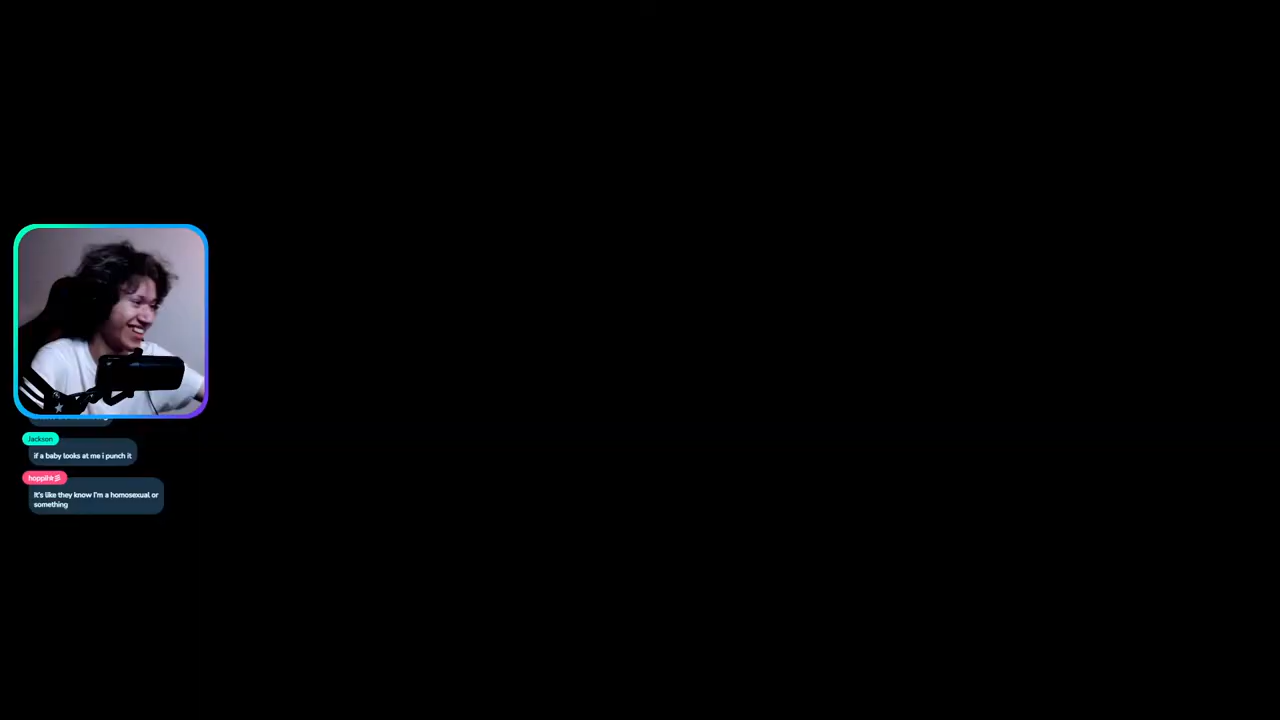 Jackson
if a baby looks at me i punch it
It's like they know I'm a homosexual or
something